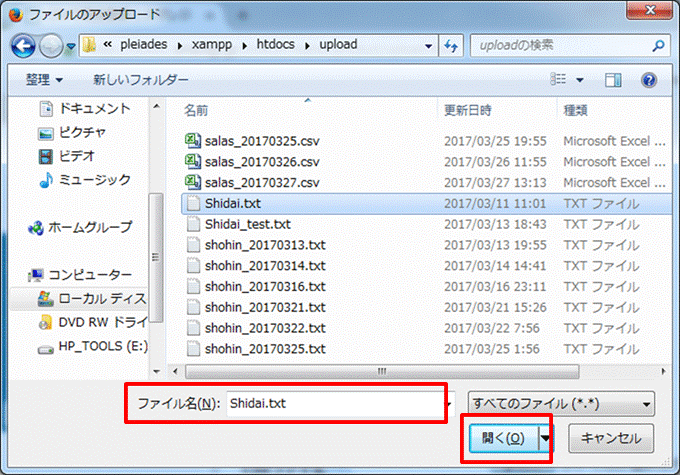 ファイルのアップロード
« pleiades xampp htdocs upload
uploadの検索
整理 新しいフォルダー
ドキュメント
ピクチャ
ビデオ
ミュージック
ホームグループ
コンピューター
ローカル ディス
DVD RW ドライ
HP_TOOLS (E:)
名前 更新日時 種類
salas_20170325.csv 2017/03/25 19:55 Microsoft Excel ...
salas_20170326.csv 2017/03/26 11:55 Microsoft Excel ...
salas_20170327.csv 2017/03/27 13:13 Microsoft Excel ...
Shidai.txt 2017/03/11 11:01 TXT ファイル
Shidai_test.txt 2017/03/13 18:43 TXT ファイル
shohin_20170313.txt 2017/03/13 19:55 TXT ファイル
shohin_20170314.txt 2017/03/14 14:41 TXT ファイル
shohin_20170316.txt 2017/03/16 23:11 TXT ファイル
shohin_20170321.txt 2017/03/21 15:26 TXT ファイル
shohin_20170322.txt 2017/03/22 7:56 TXT ファイル
shohin_20170325.txt 2017/03/25 1:56 TXT ファイル
ファイル名(N): Shidai.txt すべてのファイル (*.*)
開く(O) キャンセル